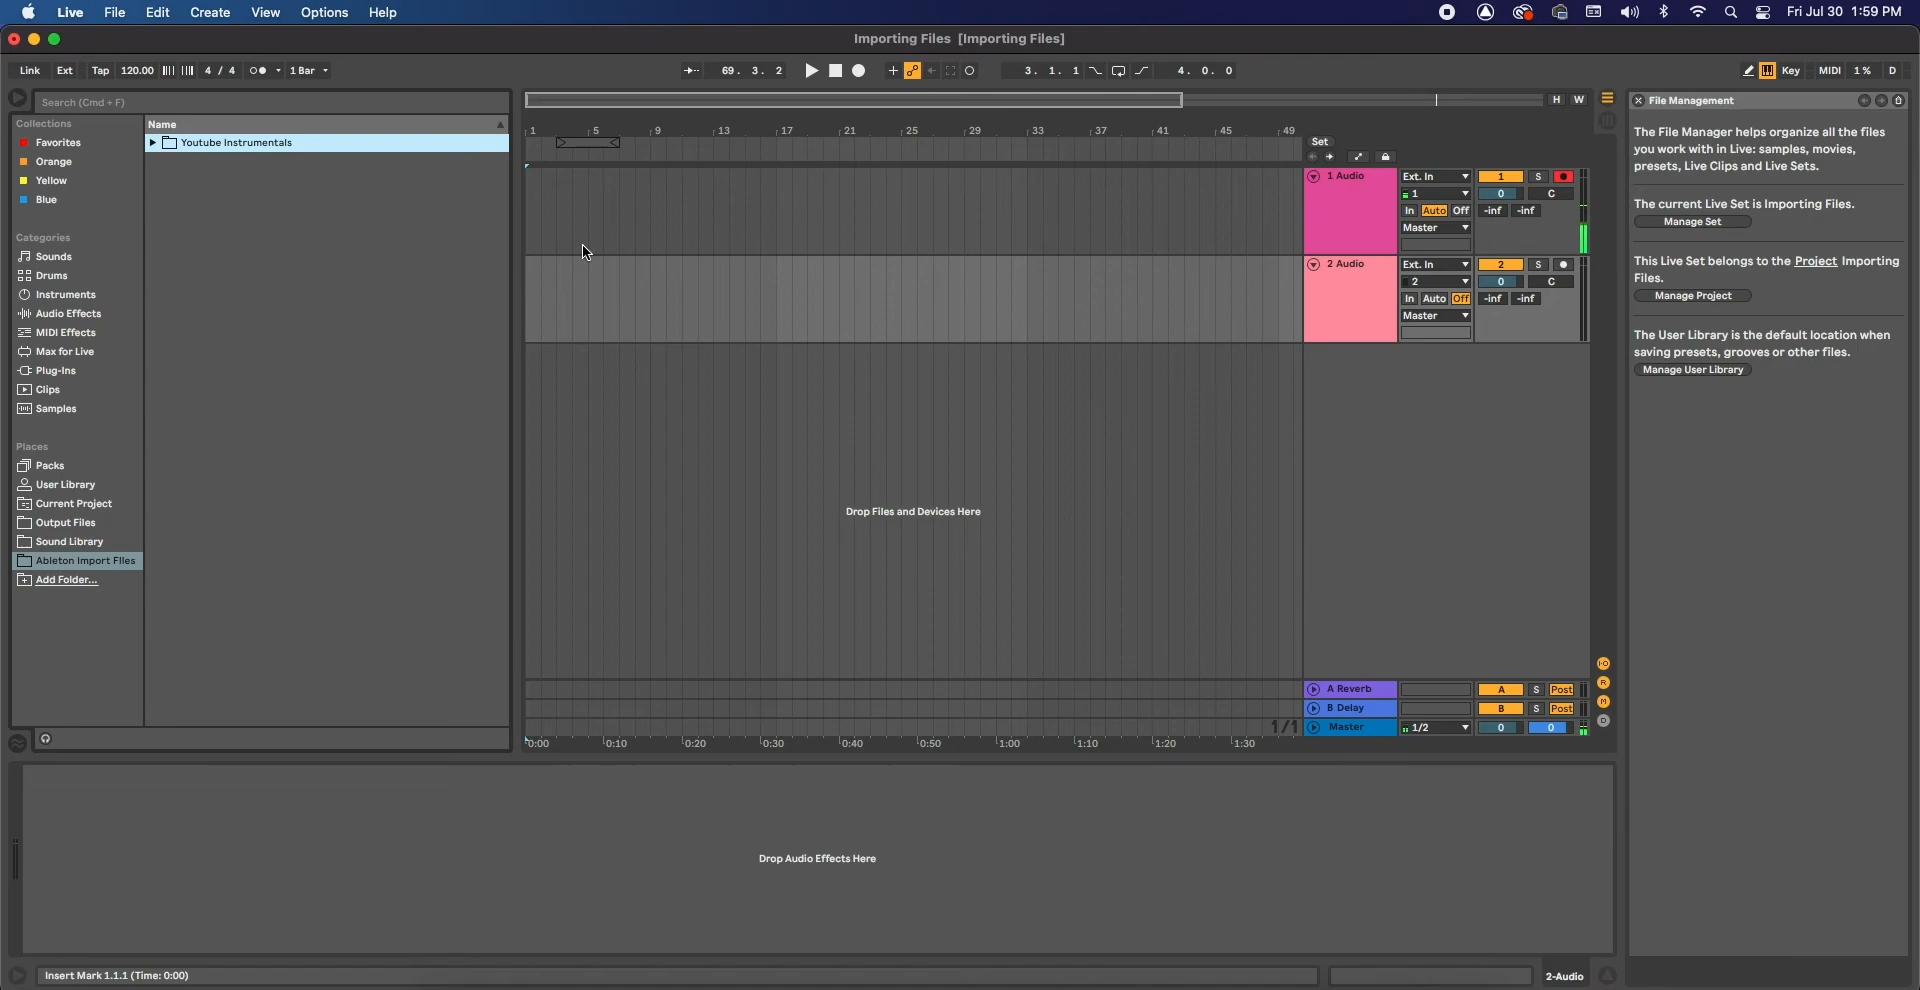 Live File Edit Create View Options Help Fri Jul 30 1:59 PM
Importing Files [Importing Files]
Link Ext Tap 120.00 4 / 4 1 Bar 69. 3. 2 3. 1. 1 4. 0. 0 Key MIDI 1 % D
Search (Cmd + F)
H W
Collections
Favorites
Orange
Yellow
Blue
Categories
Sounds
Drums
Instruments
Audio Effects
MIDI Effects
Max for Live
Plug-Ins
Clips
Samples
Places
Packs
User Library
Current Project
Output Files
Sound Library
Ableton Import FIles
Add Folder...
Name
Youtube Instrumentals
1 5 9 13 17 21 25 29 33 37 41 45 49
Set
1 Audio Ext. In 1 S
1 0 C
In Auto Off -inf -inf
Master
2 Audio Ext. In 2 S
2 0 C
In Auto Off -inf -inf
Master
Drop Files and Devices Here
A Reverb A S Post
B Delay B S Post
1/1 Master 1/2 0 0
0:00 0:10 0:20 0:30 0:40 0:50 1:00 1:10 1:20 1:30
I·O
R
M
D
File Management
The File Manager helps organize all the files
you work with in Live: samples, movies,
presets, Live Clips and Live Sets.
The current Live Set is Importing Files.
Manage Set
This Live Set belongs to the Project Importing
Files.
Manage Project
The User Library is the default location when
saving presets, grooves or other files.
Manage User Library
Drop Audio Effects Here
Insert Mark 1.1.1 (Time: 0:00)
2-Audio